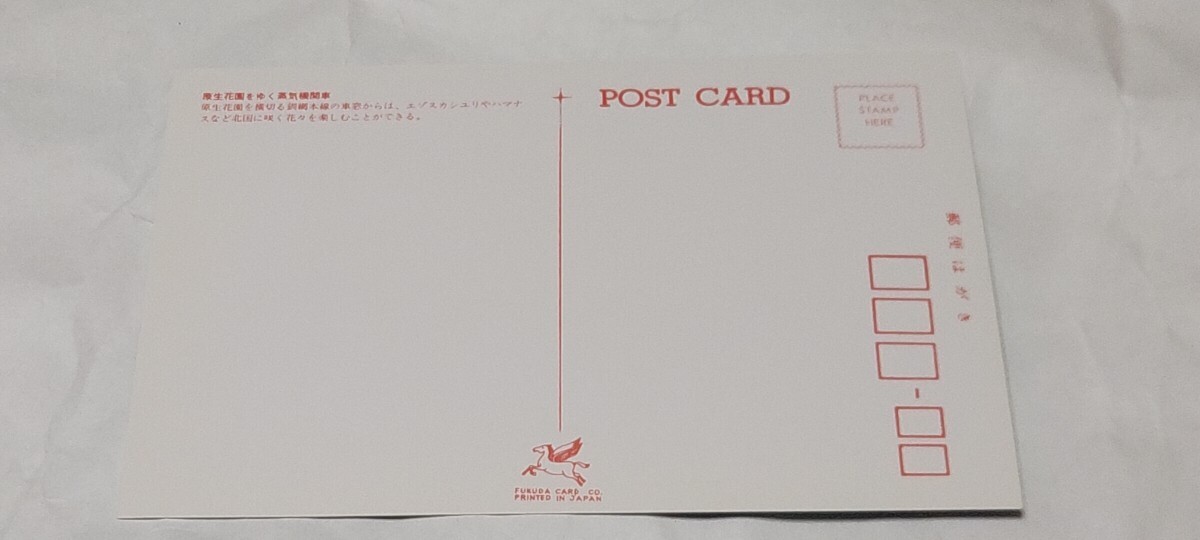 原生花園をゆく蒸気機関車
原生花園を横切る釧網本線の車窓からは、エゾスカシユリやハマナ
スなど北国に咲く花々を楽しむことができる。
POST CARD
PLACE
STAMP
HERE
郵便はがき
FUKUDA CARD CO.
PRINTED IN JAPAN